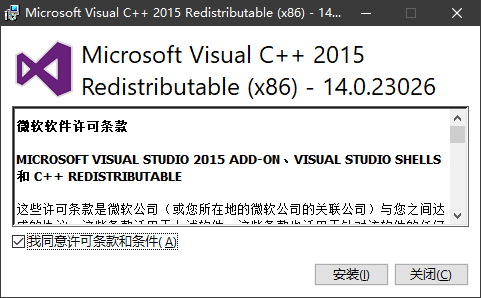 Microsoft Visual C++ 2015 Redistributable (x86) - 14....
Microsoft Visual C++ 2015
Redistributable (x86) - 14.0.23026
微软软件许可条款
MICROSOFT VISUAL STUDIO 2015 ADD-ON、VISUAL STUDIO SHELLS
和 C++ REDISTRIBUTABLE
这些许可条款是微软公司（或您所在地的微软公司的关联公司）与您之间达
我同意许可条款和条件(A)
安装(I)
关闭(C)